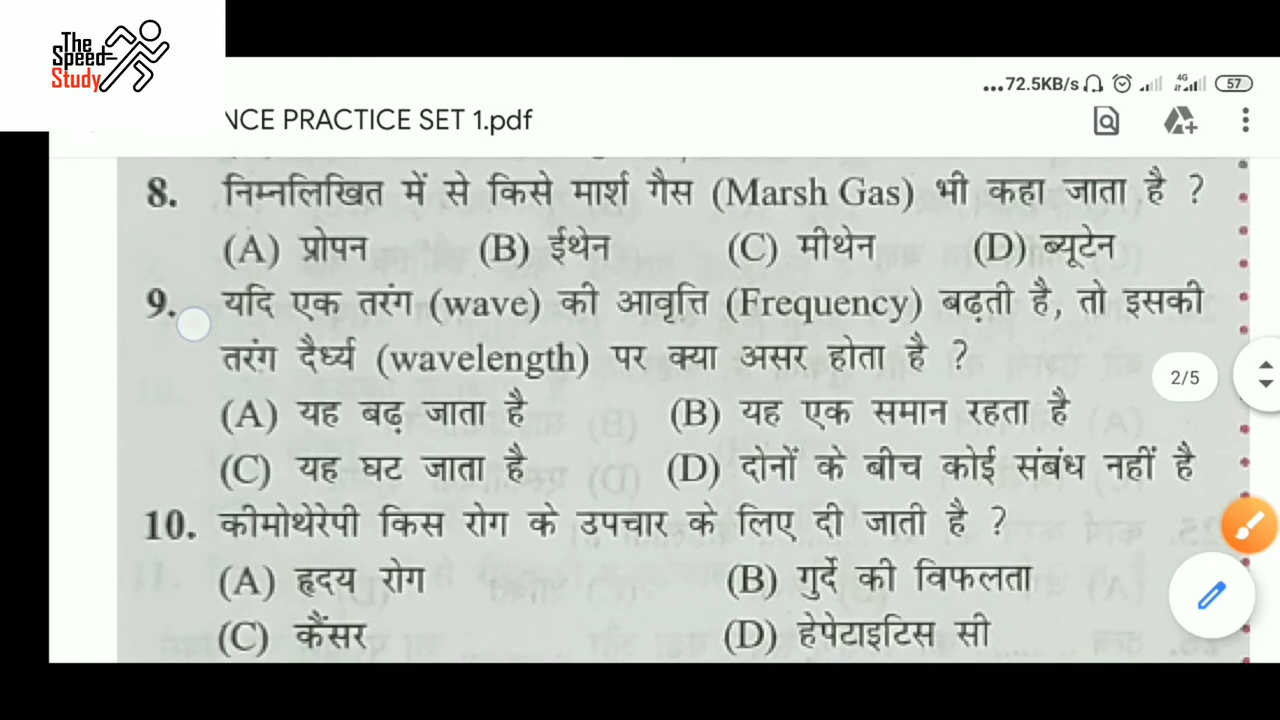 The
Speed
Study
...72.5KB/s 4G 57
NCE PRACTICE SET 1.pdf
8. निम्नलिखित में से किसे मार्श गैस (Marsh Gas) भी कहा जाता है ?
(A) प्रोपन (B) ईथेन (C) मीथेन (D) ब्यूटेन
9. यदि एक तरंग (wave) की आवृत्ति (Frequency) बढ़ती है, तो इसकी
तरंग दैर्ध्य (wavelength) पर क्या असर होता है ?
2/5
(A) यह बढ़ जाता है (B) यह एक समान रहता है
(C) यह घट जाता है (D) दोनों के बीच कोई संबंध नहीं है
10. कीमोथेरेपी किस रोग के उपचार के लिए दी जाती है ?
(A) हृदय रोग (B) गुर्दे की विफलता
(C) कैंसर (D) हेपेटाइटिस सी